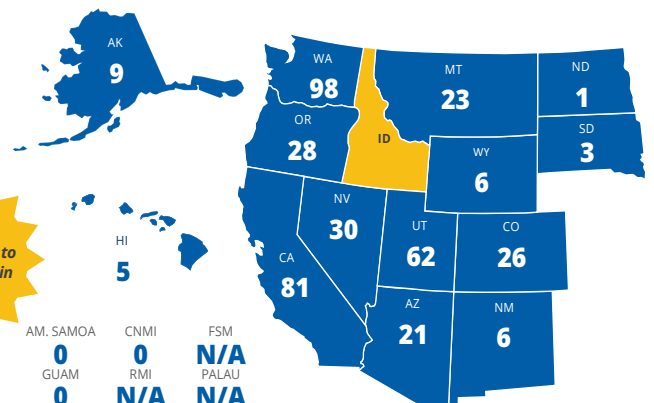 AK
9
WA
98
MT
23
ND
1
OR
28
ID
SD
3
WY
6
NV
30
UT
62
CO
26
HI
5
CA
81
AZ
21
NM
6
to
in
AM. SAMOA CNMI FSM
0 0 N/A
GUAM RMI PALAU
0 N/A N/A